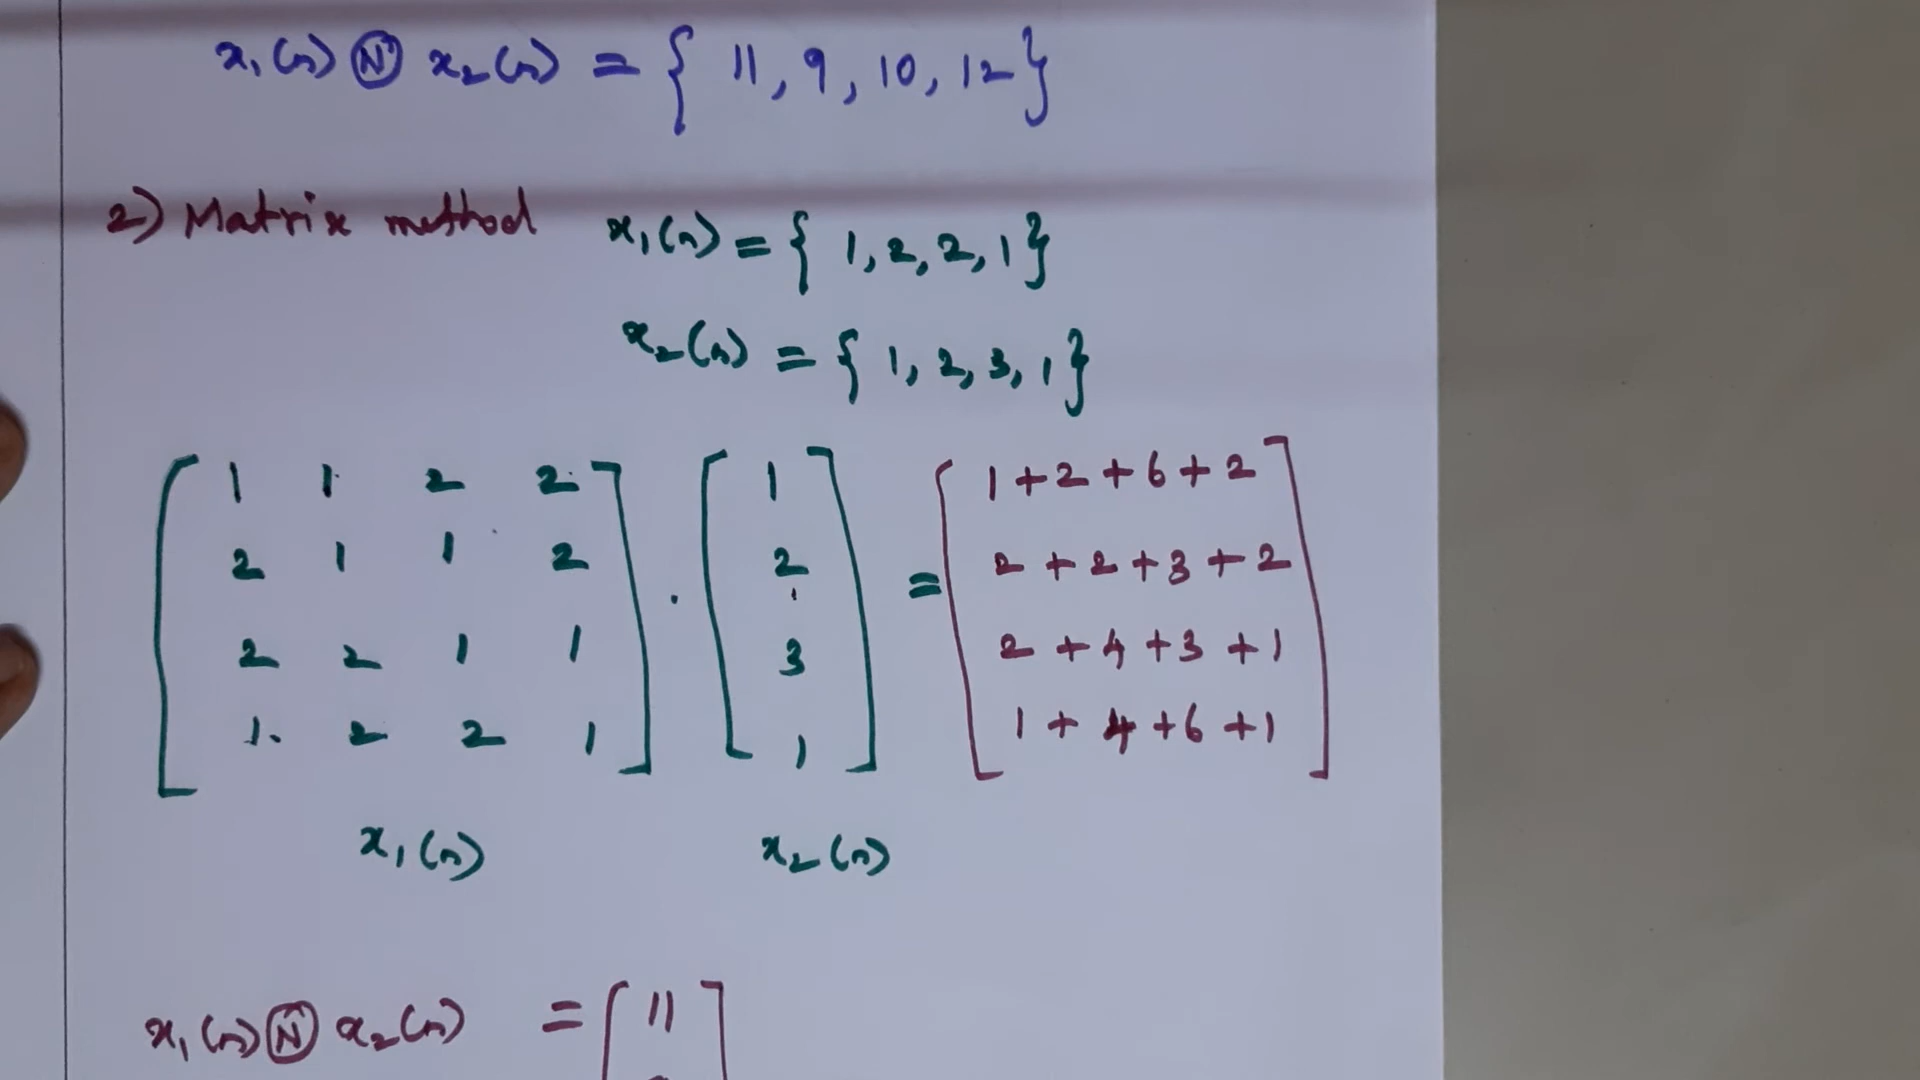 x₁(n) Ⓝ x₂(n) = { 11, 9, 10, 12 }
2) Matrix method x₁(n) = { 1, 2, 2, 1 }
x₂(n) = { 1, 2, 3, 1 }
[ 1 1 2 2 ] [ 1 ] [ 1 + 2 + 6 + 2 ]
[ 2 1 1 2 ] . [ 2 ] = [ 2 + 2 + 3 + 2 ]
[ 2 2 1 1 ] [ 3 ] [ 2 + 4 + 3 + 1 ]
[ 1 2 2 1 ] [ 1 ] [ 1 + 4 + 6 + 1 ]
x₁(n) x₂(n)
x₁(n) Ⓝ x₂(n) = [ 11 ]